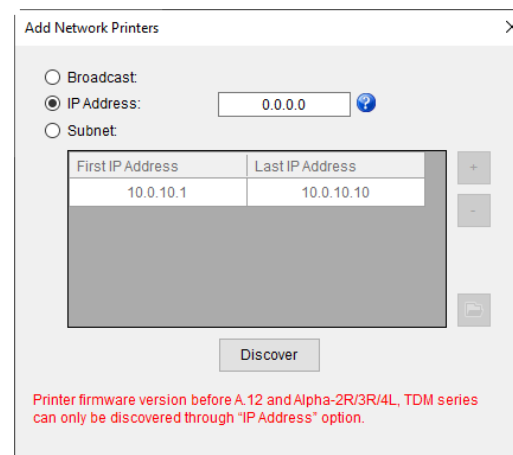 Add Network Printers
Broadcast:
IP Address: 0.0.0.0
Subnet:
First IP Address Last IP Address
10.0.10.1 10.0.10.10
+
-
Discover
Printer firmware version before A.12 and Alpha-2R/3R/4L, TDM series
can only be discovered through “IP Address” option.